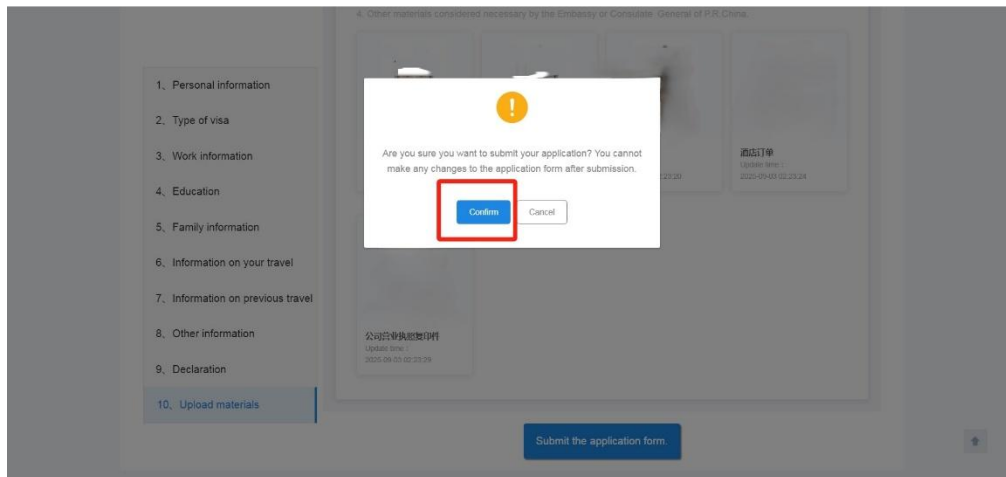 4. Other materials considered necessary by the Embassy or Consulate General of P.R.China.
1、Personal information
2、Type of visa
3、Work information
4、Education
5、Family information
6、Information on your travel
7、Information on previous travel
8、Other information
9、Declaration
10、Upload materials
!
Are you sure you want to submit your application? You cannot
make any changes to the application form after submission.
Confirm
Cancel
:23:20
酒店订单
Update time :
2025-09-03 02:23:24
公司营业执照复印件
Update time :
2025-09-03 02:23:29
Submit the application form.